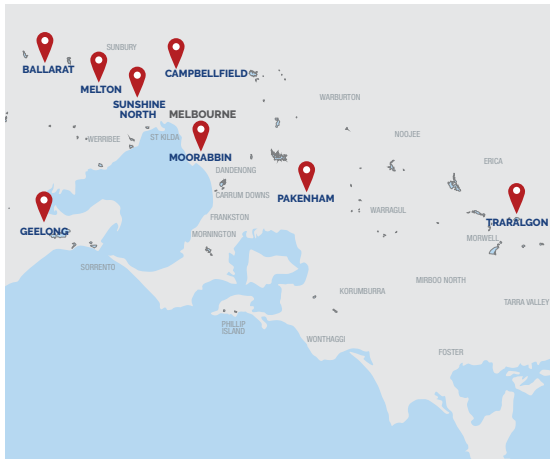 SUNBURY
BALLARAT
CAMPBELLFIELD
MELTON
WARBURTON
SUNSHINE
NORTH
MELBOURNE
WERRIBEE
ST KILDA
NOOJEE
MOORABBIN
ERICA
DANDENONG
PAKENHAM
CARRUM DOWNS
WARRAGUL
FRANKSTON
TRARALGON
GEELONG
MORNINGTON
MORWELL
SORRENTO
MIRBOO NORTH
KORUMBURRA
TARRA VALLEY
PHILLIP
ISLAND
WONTHAGGI
FOSTER